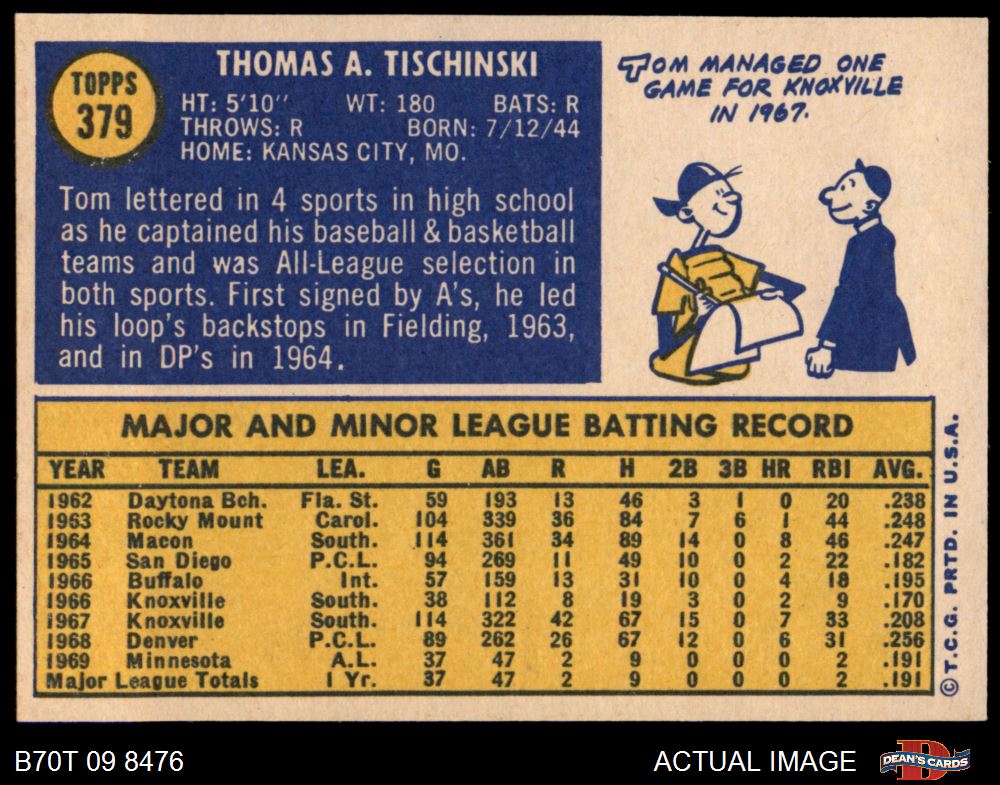 TOPPS
379
THOMAS A. TISCHINSKI
HT: 5'10" WT: 180 BATS: R
THROWS: R BORN: 7/12/44
HOME: KANSAS CITY, MO.
Tom lettered in 4 sports in high school
as he captained his baseball & basketball
teams and was All-League selection in
both sports. First signed by A's, he led
his loop's backstops in Fielding, 1963,
and in DP's in 1964.
TOM MANAGED ONE
GAME FOR KNOXVILLE
IN 1967.
MAJOR AND MINOR LEAGUE BATTING RECORD
YEAR TEAM LEA. G AB R H 2B 3B HR RBI AVG.
1962 Daytona Bch. Fla. St. 59 193 13 46 3 1 0 20 .238
1963 Rocky Mount Carol. 104 339 36 84 7 6 1 44 .248
1964 Macon South. 114 361 34 89 14 0 8 46 .247
1965 San Diego P.C.L. 94 269 11 49 10 0 2 22 .182
1966 Buffalo Int. 57 159 13 31 10 0 4 18 .195
1966 Knoxville South. 38 112 8 19 3 0 2 9 .170
1967 Knoxville South. 114 322 42 67 15 0 7 33 .208
1968 Denver P.C.L. 89 262 26 67 12 0 6 31 .256
1969 Minnesota A.L. 37 47 2 9 0 0 0 2 .191
Major League Totals 1 Yr. 37 47 2 9 0 0 0 2 .191
© T.C.G. PRTD. IN U.S.A.
B70T 09 8476
ACTUAL IMAGE
D
DEAN'S CARDS